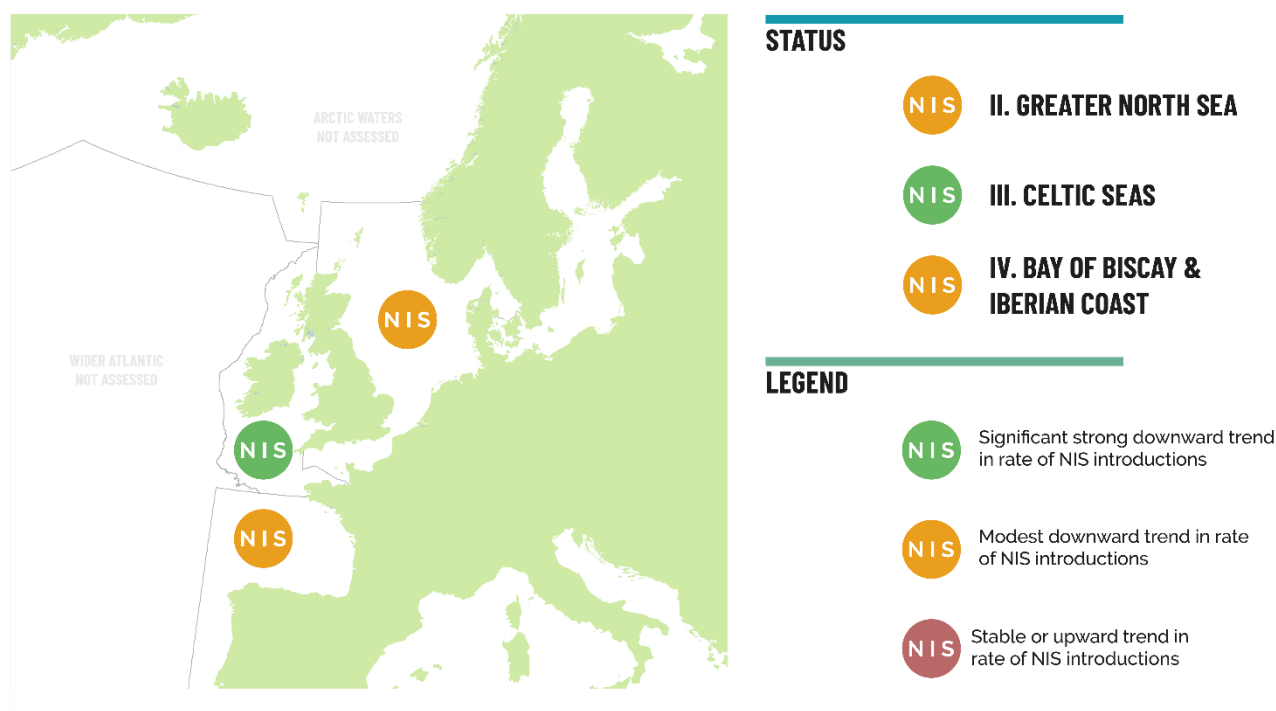 ARCTIC WATERS
NOT ASSESSED
WIDER ATLANTIC
NOT ASSESSED
NIS
NIS
NIS
STATUS
NIS
II. GREATER NORTH SEA
NIS
III. CELTIC SEAS
NIS
IV. BAY OF BISCAY &
IBERIAN COAST
LEGEND
NIS
Significant strong downward trend
in rate of NIS introductions
NIS
Modest downward trend in rate
of NIS introductions
NIS
Stable or upward trend in
rate of NIS introductions